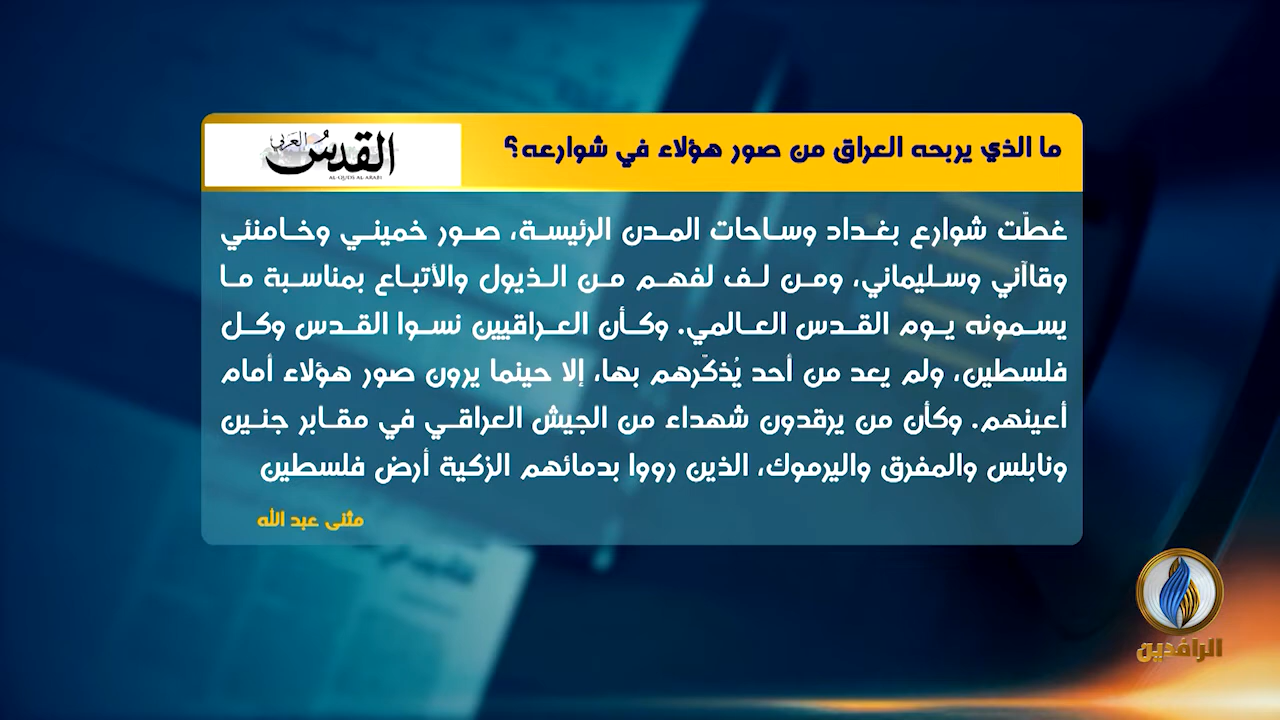 ما الذي يربحه العراق من صور هؤلاء في شوارعه؟
القدس العربي
AL-QUDS AL-ARABI
غطّت شوارع بغداد وساحات المدن الرئيسة، صور خميني وخامنئي
وقاآني وسليماني، ومن لف لفهم من الذيول والأتباع بمناسبة ما
يسمونه يوم القدس العالمي. وكأن العراقيين نسوا القدس وكل
فلسطين، ولم يعد من أحد يُذكّرهم بها، إلا حينما يرون صور هؤلاء أمام
أعينهم. وكأن من يرقدون شهداء من الجيش العراقي في مقابر جنين
ونابلس والمفرق واليرموك، الذين رووا بدمائهم الزكية أرض فلسطين
مثنى عبد الله
الرافدين